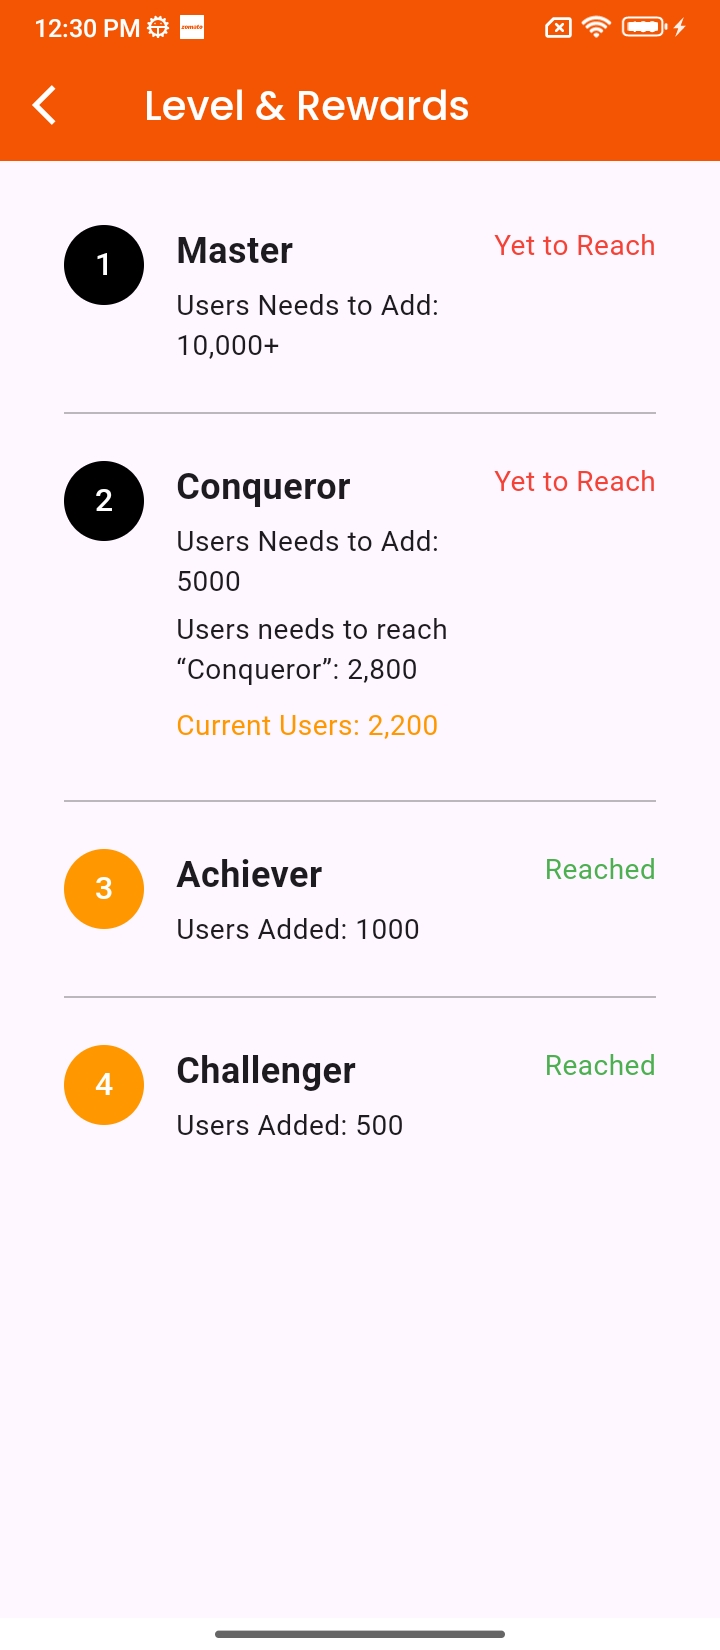 12:30 PM
zomato
Level & Rewards
1
Master
Yet to Reach
Users Needs to Add:
10,000+
2
Conqueror
Yet to Reach
Users Needs to Add:
5000
Users needs to reach
“Conqueror”: 2,800
Current Users: 2,200
3
Achiever
Reached
Users Added: 1000
4
Challenger
Reached
Users Added: 500